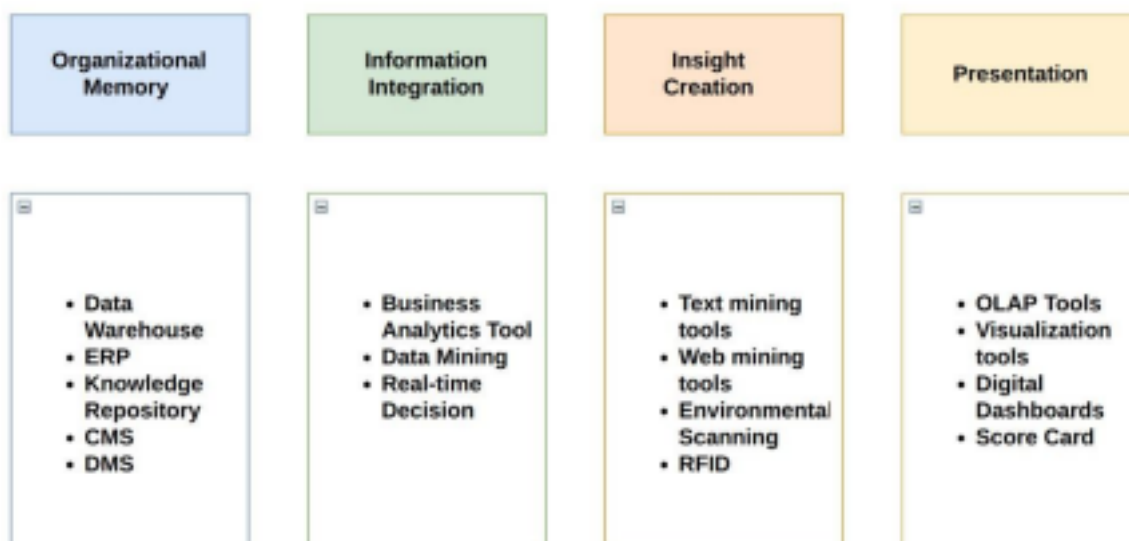 Organizational
Memory
Information
Integration
Insight
Creation
Presentation
• Data
Warehouse
• ERP
• Knowledge
Repository
• CMS
• DMS
• Business
Analytics Tool
• Data Mining
• Real-time
Decision
• Text mining
tools
• Web mining
tools
• Environmental
Scanning
• RFID
• OLAP Tools
• Visualization
tools
• Digital
Dashboards
• Score Card